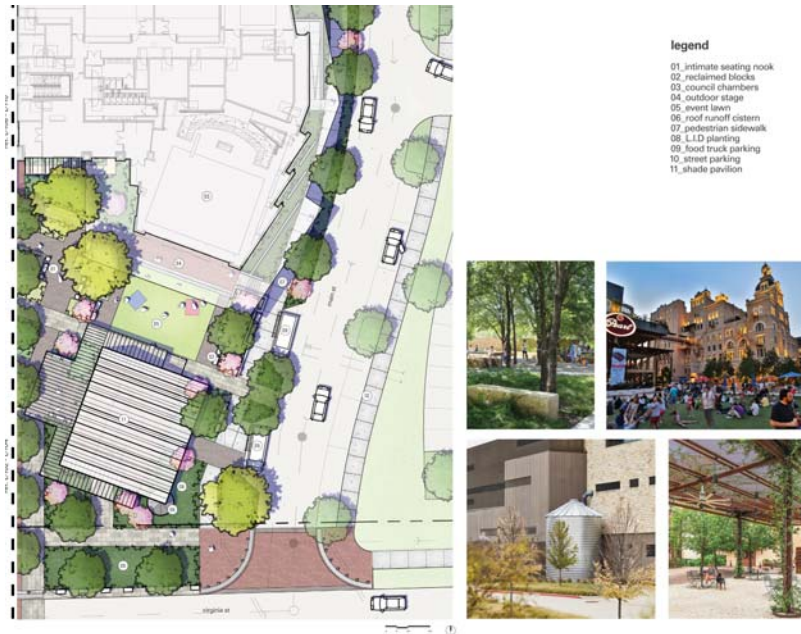 legend
01_intimate seating nook
02_reclaimed blocks
03_council chambers
04_outdoor stage
05_event lawn
06_roof runoff cistern
07_pedestrian sidewalk
08_L.I.D planting
09_food truck parking
10_street parking
11_shade pavilion
main st
Pearl
virginia st